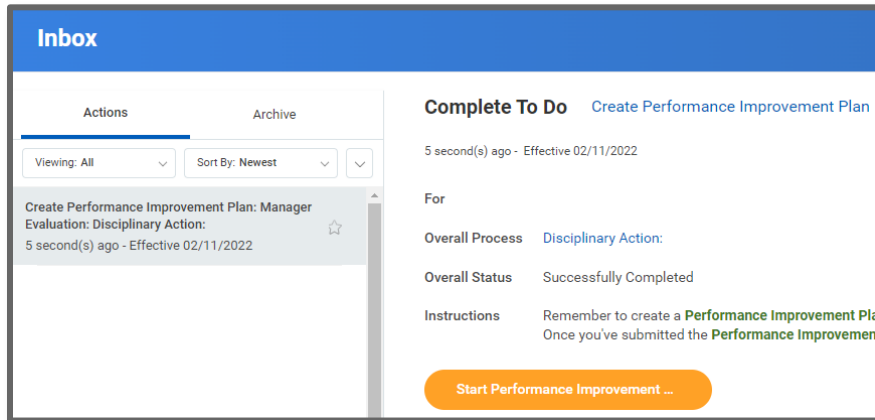 Inbox
Actions
Archive
Viewing: All
Sort By: Newest
Create Performance Improvement Plan: Manager
Evaluation: Disciplinary Action:
5 second(s) ago - Effective 02/11/2022
Complete To Do Create Performance Improvement Plan
5 second(s) ago - Effective 02/11/2022
For
Overall Process Disciplinary Action:
Overall Status Successfully Completed
Instructions Remember to create a Performance Improvement Pla
Once you've submitted the Performance Improvemen
Start Performance Improvement ...